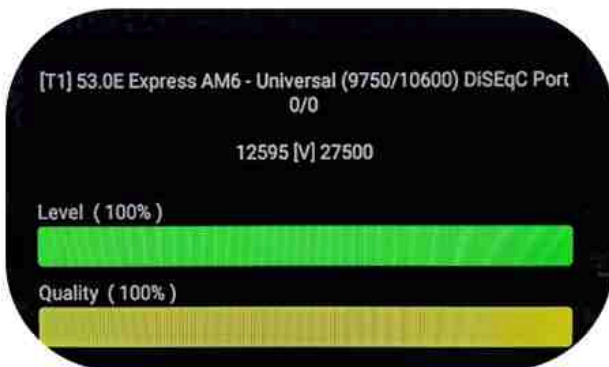 [T1] 53.0E Express AM6 - Universal (9750/10600) DiSEqC Port
0/0
12595 [V] 27500
Level ( 100% )
Quality ( 100% )